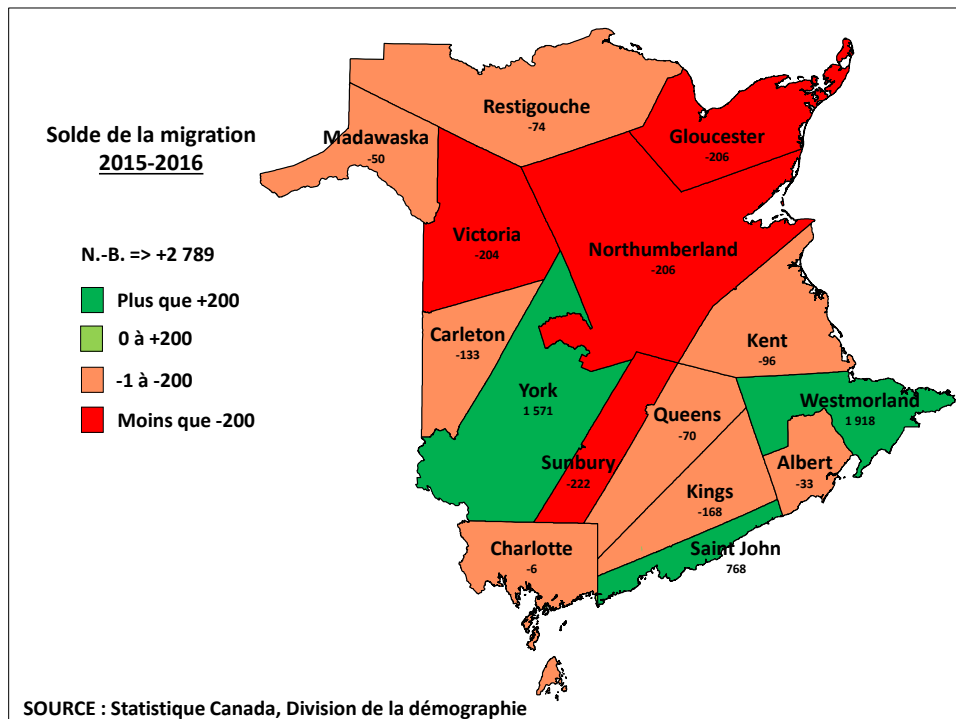 Solde de la migration
2015-2016
N.-B. => +2 789
Plus que +200
0 à +200
-1 à -200
Moins que -200
Restigouche
-74
Madawaska
-50
Gloucester
-206
Victoria
-204
Northumberland
-206
Carleton
-133
Kent
-96
York
1 571
Westmorland
1 918
Queens
-70
Sunbury
-222
Albert
-33
Kings
-168
Charlotte
-6
Saint John
768
SOURCE : Statistique Canada, Division de la démographie